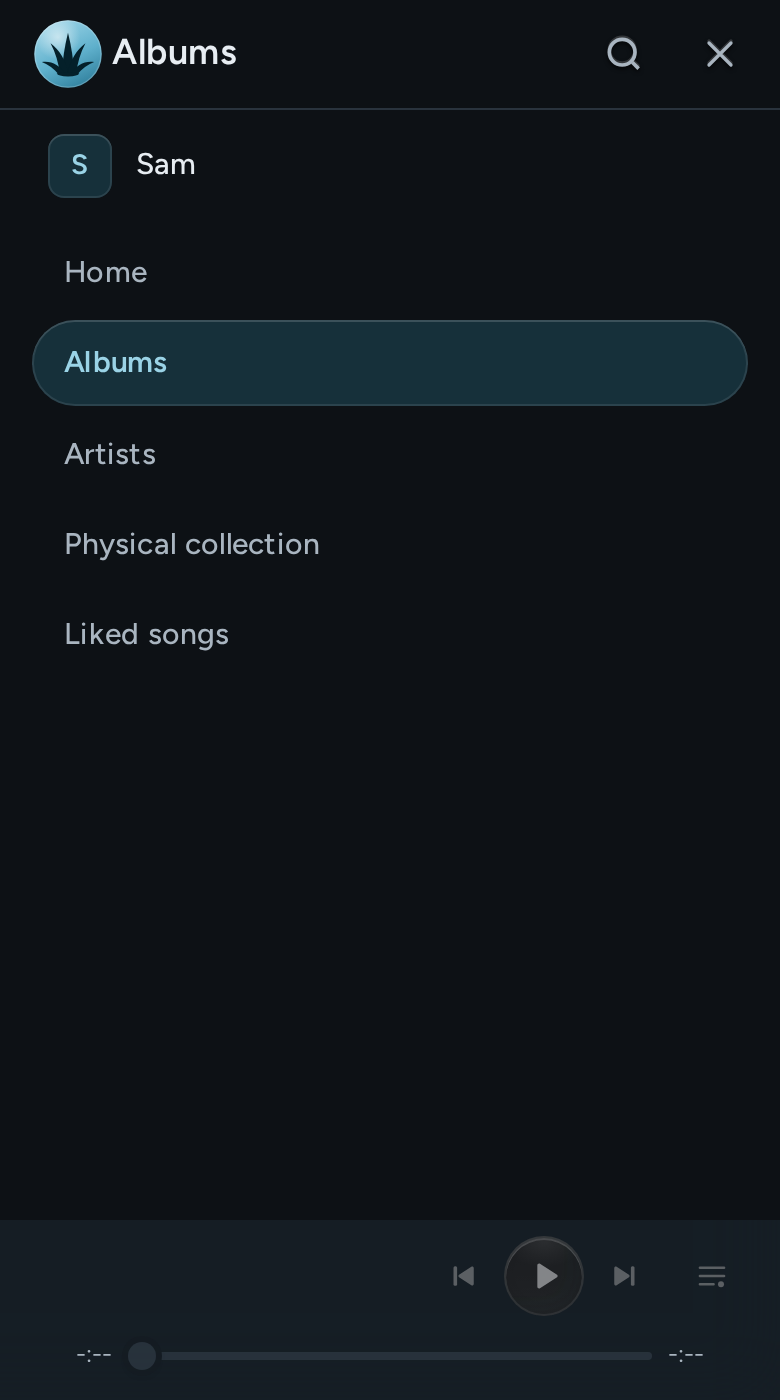 Albums
S
Sam
Home
Albums
Artists
Physical collection
Liked songs
-:-- -:--